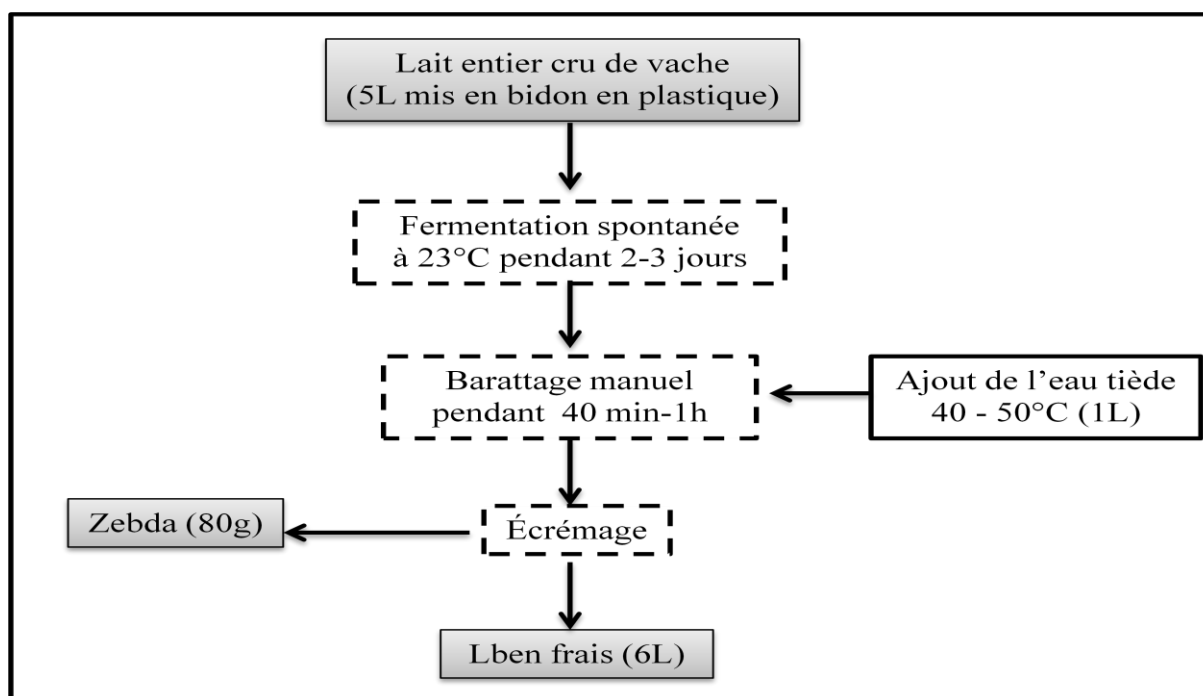 Lait entier cru de vache
(5L mis en bidon en plastique)
Fermentation spontanée
à 23°C pendant 2-3 jours
Barattage manuel
pendant 40 min-1h
Ajout de l’eau tiède
40 - 50°C (1L)
Zebda (80g)
Écrémage
Lben frais (6L)